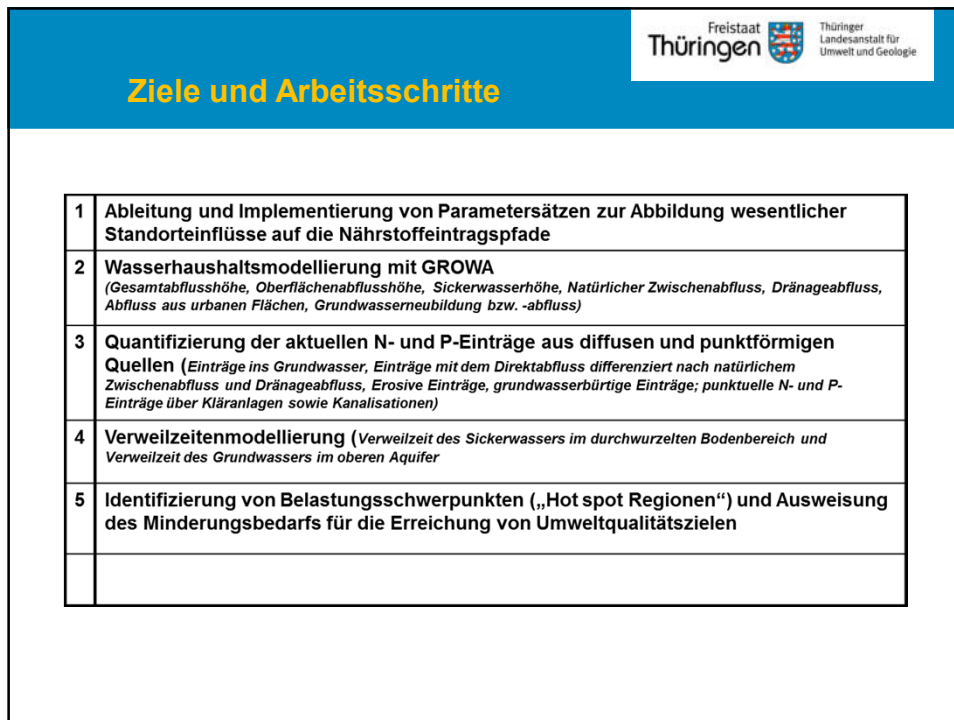 Freistaat
Thüringen
Thüringer
Landesanstalt für
Umwelt und Geologie
Ziele und Arbeitsschritte
1 Ableitung und Implementierung von Parametersätzen zur Abbildung wesentlicher
Standorteinflüsse auf die Nährstoffeintragspfade
2 Wasserhaushaltsmodellierung mit GROWA
(Gesamtabflusshöhe, Oberflächenabflusshöhe, Sickerwasserhöhe, Natürlicher Zwischenabfluss, Dränageabfluss,
Abfluss aus urbanen Flächen, Grundwasserneubildung bzw. -abfluss)
3 Quantifizierung der aktuellen N- und P-Einträge aus diffusen und punktförmigen
Quellen (Einträge ins Grundwasser, Einträge mit dem Direktabfluss differenziert nach natürlichem
Zwischenabfluss und Dränageabfluss, Erosive Einträge, grundwasserbürtige Einträge; punktuelle N- und P-
Einträge über Kläranlagen sowie Kanalisationen)
4 Verweilzeitenmodellierung (Verweilzeit des Sickerwassers im durchwurzelten Bodenbereich und
Verweilzeit des Grundwassers im oberen Aquifer
5 Identifizierung von Belastungsschwerpunkten („Hot spot Regionen“) und Ausweisung
des Minderungsbedarfs für die Erreichung von Umweltqualitätszielen